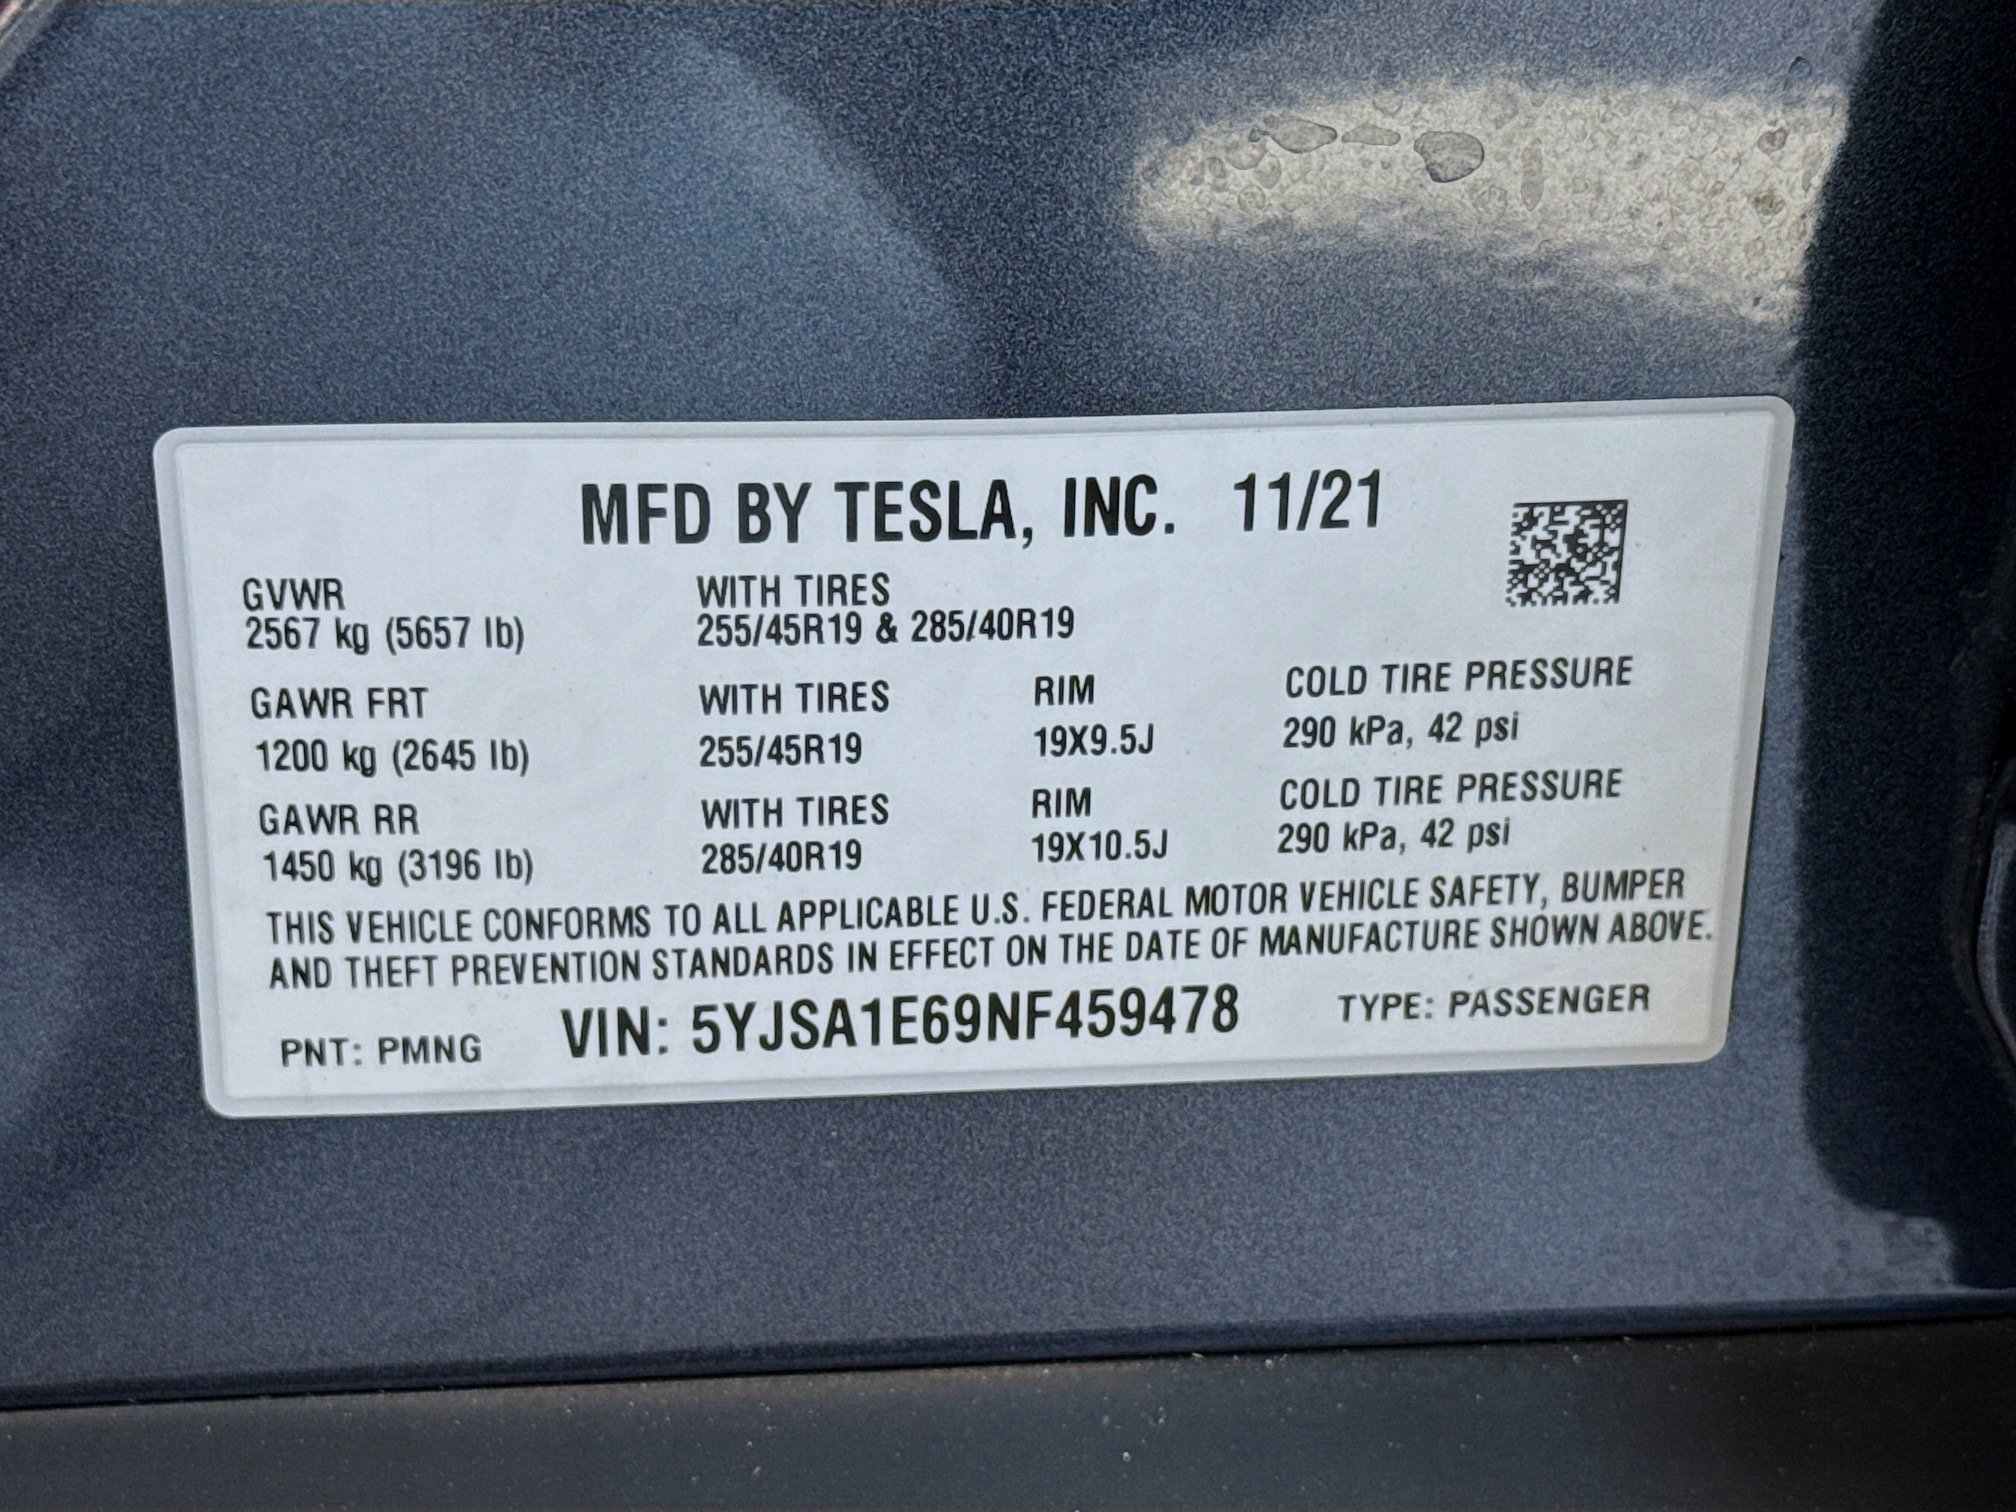 MFD BY TESLA, INC. 11/21
GVWR WITH TIRES
2567 kg (5657 lb) 255/45R19 & 285/40R19
GAWR FRT WITH TIRES RIM COLD TIRE PRESSURE
1200 kg (2645 lb) 255/45R19 19X9.5J 290 kPa, 42 psi
GAWR RR WITH TIRES RIM COLD TIRE PRESSURE
1450 kg (3196 lb) 285/40R19 19X10.5J 290 kPa, 42 psi
THIS VEHICLE CONFORMS TO ALL APPLICABLE U.S. FEDERAL MOTOR VEHICLE SAFETY, BUMPER
AND THEFT PREVENTION STANDARDS IN EFFECT ON THE DATE OF MANUFACTURE SHOWN ABOVE.
PNT: PMNG VIN: 5YJSA1E69NF459478 TYPE: PASSENGER